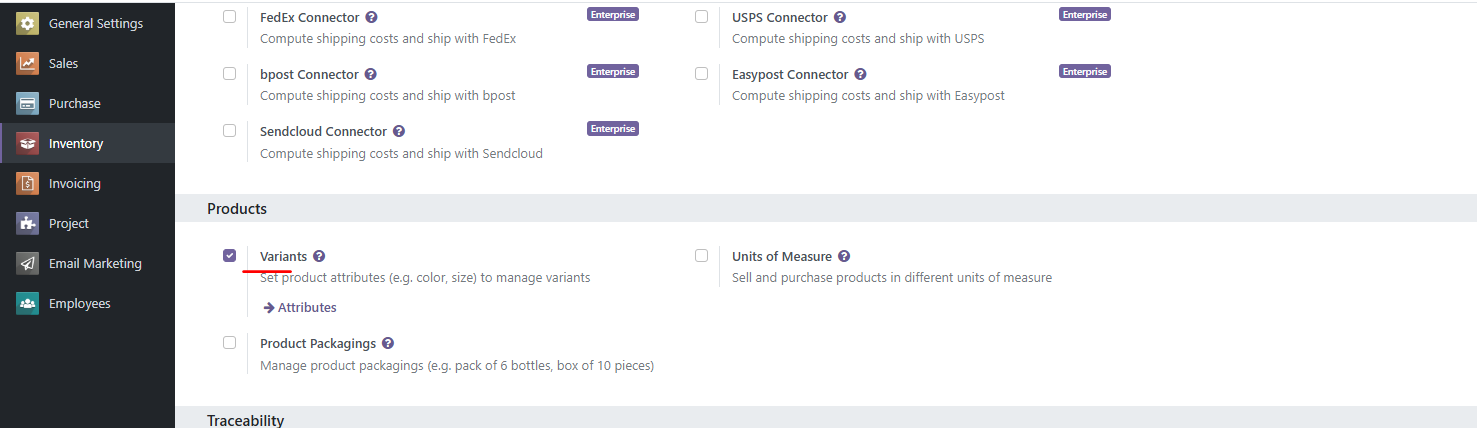 General Settings
Sales
Purchase
Inventory
Invoicing
Project
Email Marketing
Employees
FedEx Connector
Enterprise
Compute shipping costs and ship with FedEx
USPS Connector
Enterprise
Compute shipping costs and ship with USPS
bpost Connector
Enterprise
Compute shipping costs and ship with bpost
Easypost Connector
Enterprise
Compute shipping costs and ship with Easypost
Sendcloud Connector
Enterprise
Compute shipping costs and ship with Sendcloud
Products
Variants
Set product attributes (e.g. color, size) to manage variants
Attributes
Units of Measure
Sell and purchase products in different units of measure
Product Packagings
Manage product packagings (e.g. pack of 6 bottles, box of 10 pieces)
Traceability